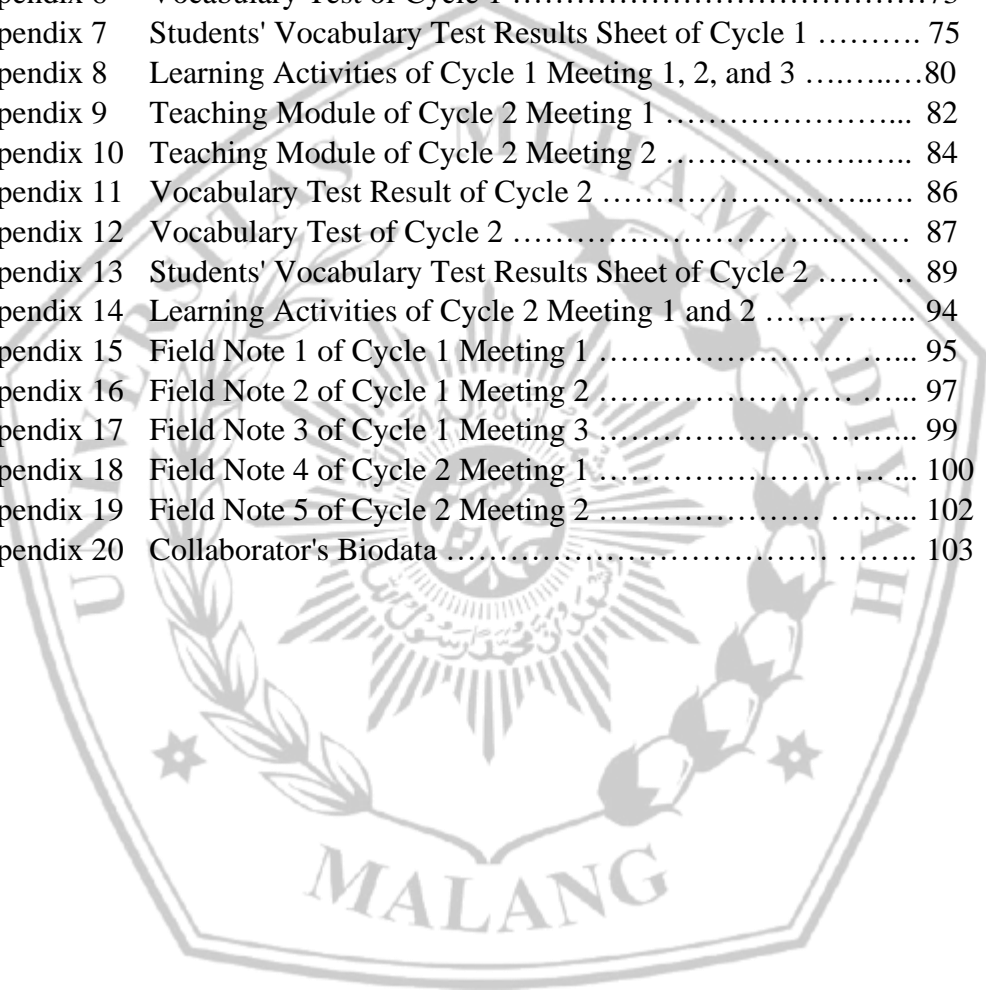 pendix 7 Students' Vocabulary Test Results Sheet of Cycle 1 ………. 75
pendix 8 Learning Activities of Cycle 1 Meeting 1, 2, and 3 ……..…80
pendix 9 Teaching Module of Cycle 2 Meeting 1 …………………... 82
pendix 10 Teaching Module of Cycle 2 Meeting 2 ………………….….. 84
pendix 11 Vocabulary Test Result of Cycle 2 ……………………..…. 86
pendix 12 Vocabulary Test of Cycle 2 …………………………..…… 87
pendix 13 Students' Vocabulary Test Results Sheet of Cycle 2 …… .. 89
pendix 14 Learning Activities of Cycle 2 Meeting 1 and 2 …… …….. 94
pendix 15 Field Note 1 of Cycle 1 Meeting 1 …………………… …... 95
pendix 16 Field Note 2 of Cycle 1 Meeting 2 …………………… …... 97
pendix 17 Field Note 3 of Cycle 1 Meeting 3 ………………… ……... 99
pendix 18 Field Note 4 of Cycle 2 Meeting 1 ……………………… ... 100
pendix 19 Field Note 5 of Cycle 2 Meeting 2 ………………… ……... 102
pendix 20 Collaborator's Biodata ……………………………… …….. 103
UNIVERSITAS MUHAMMADIYAH
MALANG